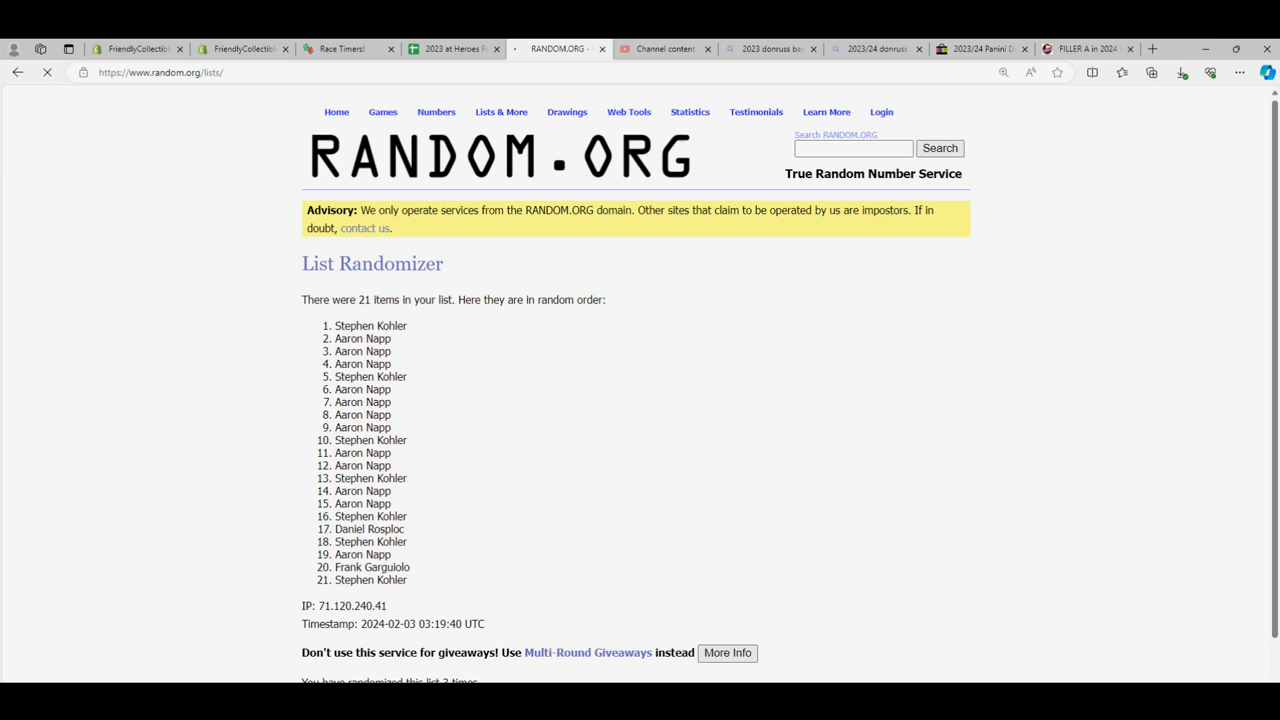 FriendlyCollectibl
FriendlyCollectibl
Race Timers!
2023 at Heroes F
RANDOM.ORG -
Channel content
2023 donruss ba
2023/24 donruss
2023/24 Panini D
FILLER A in 2024
https://www.random.org/lists/
Home Games Numbers Lists & More Drawings Web Tools Statistics Testimonials Learn More Login
RANDOM.ORG
Search RANDOM.ORG
Search
True Random Number Service
Advisory: We only operate services from the RANDOM.ORG domain. Other sites that claim to be operated by us are impostors. If in
doubt, contact us.
List Randomizer
There were 21 items in your list. Here they are in random order:
1. Stephen Kohler
2. Aaron Napp
3. Aaron Napp
4. Aaron Napp
5. Stephen Kohler
6. Aaron Napp
7. Aaron Napp
8. Aaron Napp
9. Aaron Napp
10. Stephen Kohler
11. Aaron Napp
12. Aaron Napp
13. Stephen Kohler
14. Aaron Napp
15. Aaron Napp
16. Stephen Kohler
17. Daniel Rosploc
18. Stephen Kohler
19. Aaron Napp
20. Frank Garguiolo
21. Stephen Kohler
IP: 71.120.240.41
Timestamp: 2024-02-03 03:19:40 UTC
Don't use this service for giveaways! Use Multi-Round Giveaways instead More Info
You have randomized this list 3 times